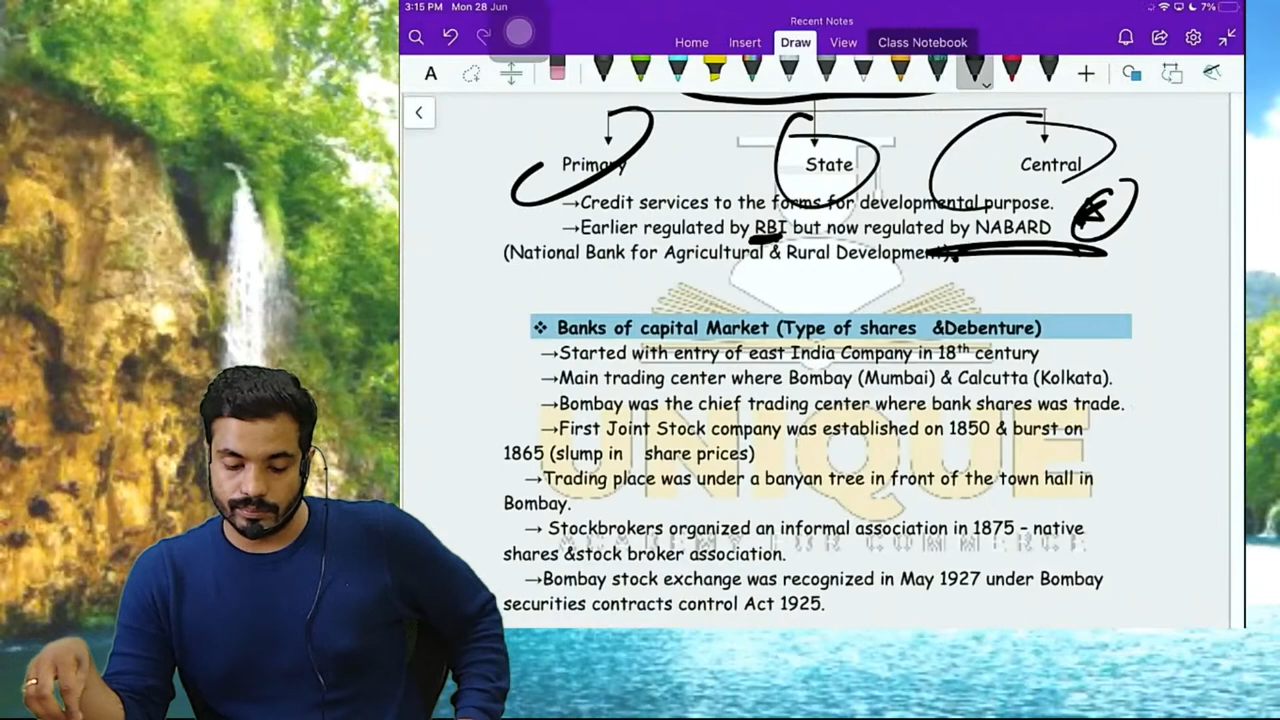 3:15 PM Mon 28 Jun
7%
Recent Notes
Home Insert Draw View Class Notebook
A
Primary State Central
→Credit services to the forms for developmental purpose.
→Earlier regulated by RBI but now regulated by NABARD
(National Bank for Agricultural & Rural Development).
❖ Banks of capital Market (Type of shares &Debenture)
→Started with entry of east India Company in 18th century
→Main trading center where Bombay (Mumbai) & Calcutta (Kolkata).
→Bombay was the chief trading center where bank shares was trade.
→First Joint Stock company was established on 1850 & burst on
1865 (slump in share prices)
→Trading place was under a banyan tree in front of the town hall in
Bombay.
→ Stockbrokers organized an informal association in 1875 – native
shares &stock broker association.
→Bombay stock exchange was recognized in May 1927 under Bombay
securities contracts control Act 1925.
UNIQUE
ACADEMY FOR COMMERCE